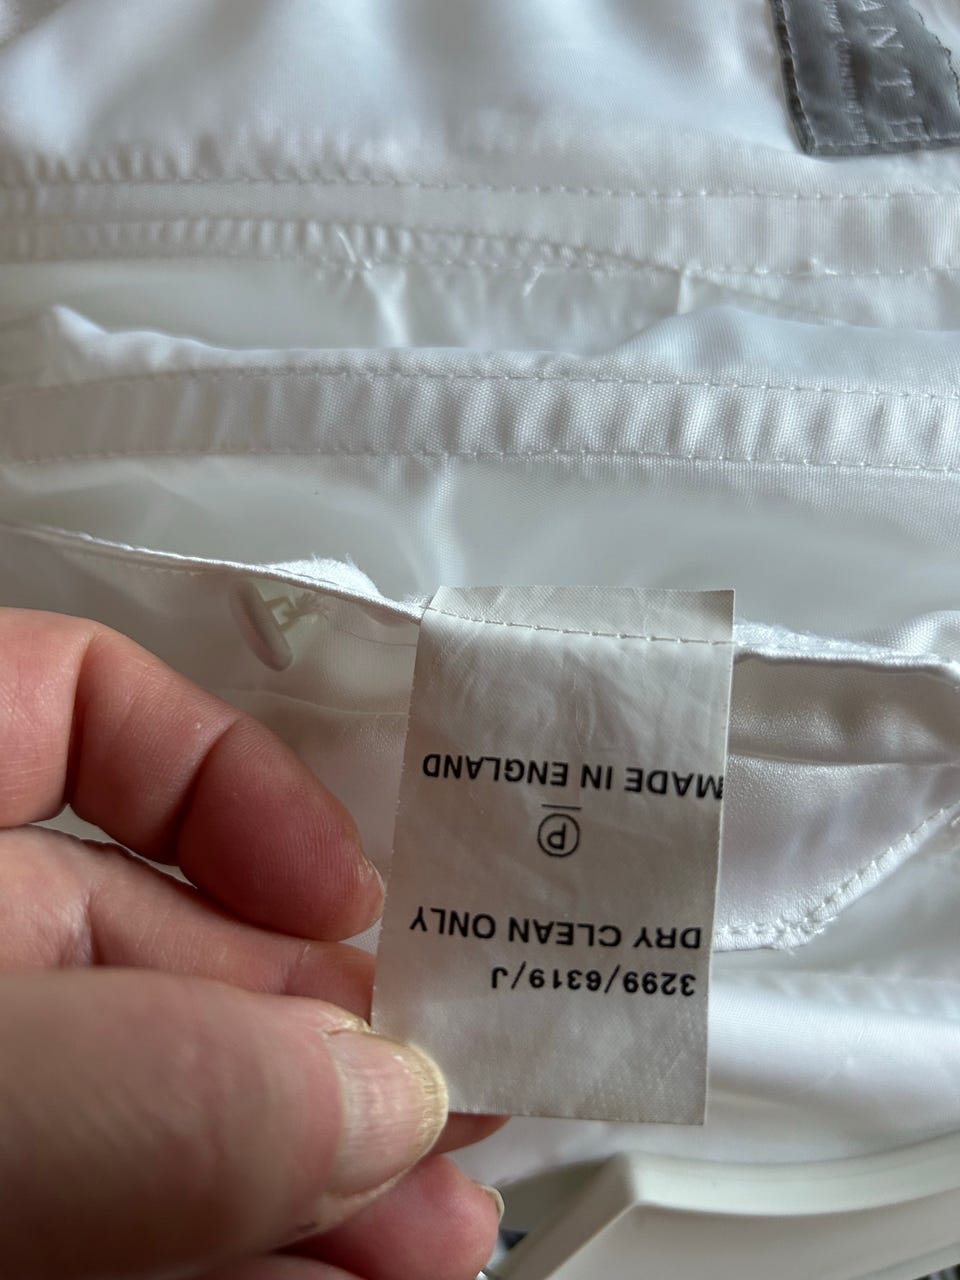 3299/6319/J
DRY CLEAN ONLY
P
MADE IN ENGLAND